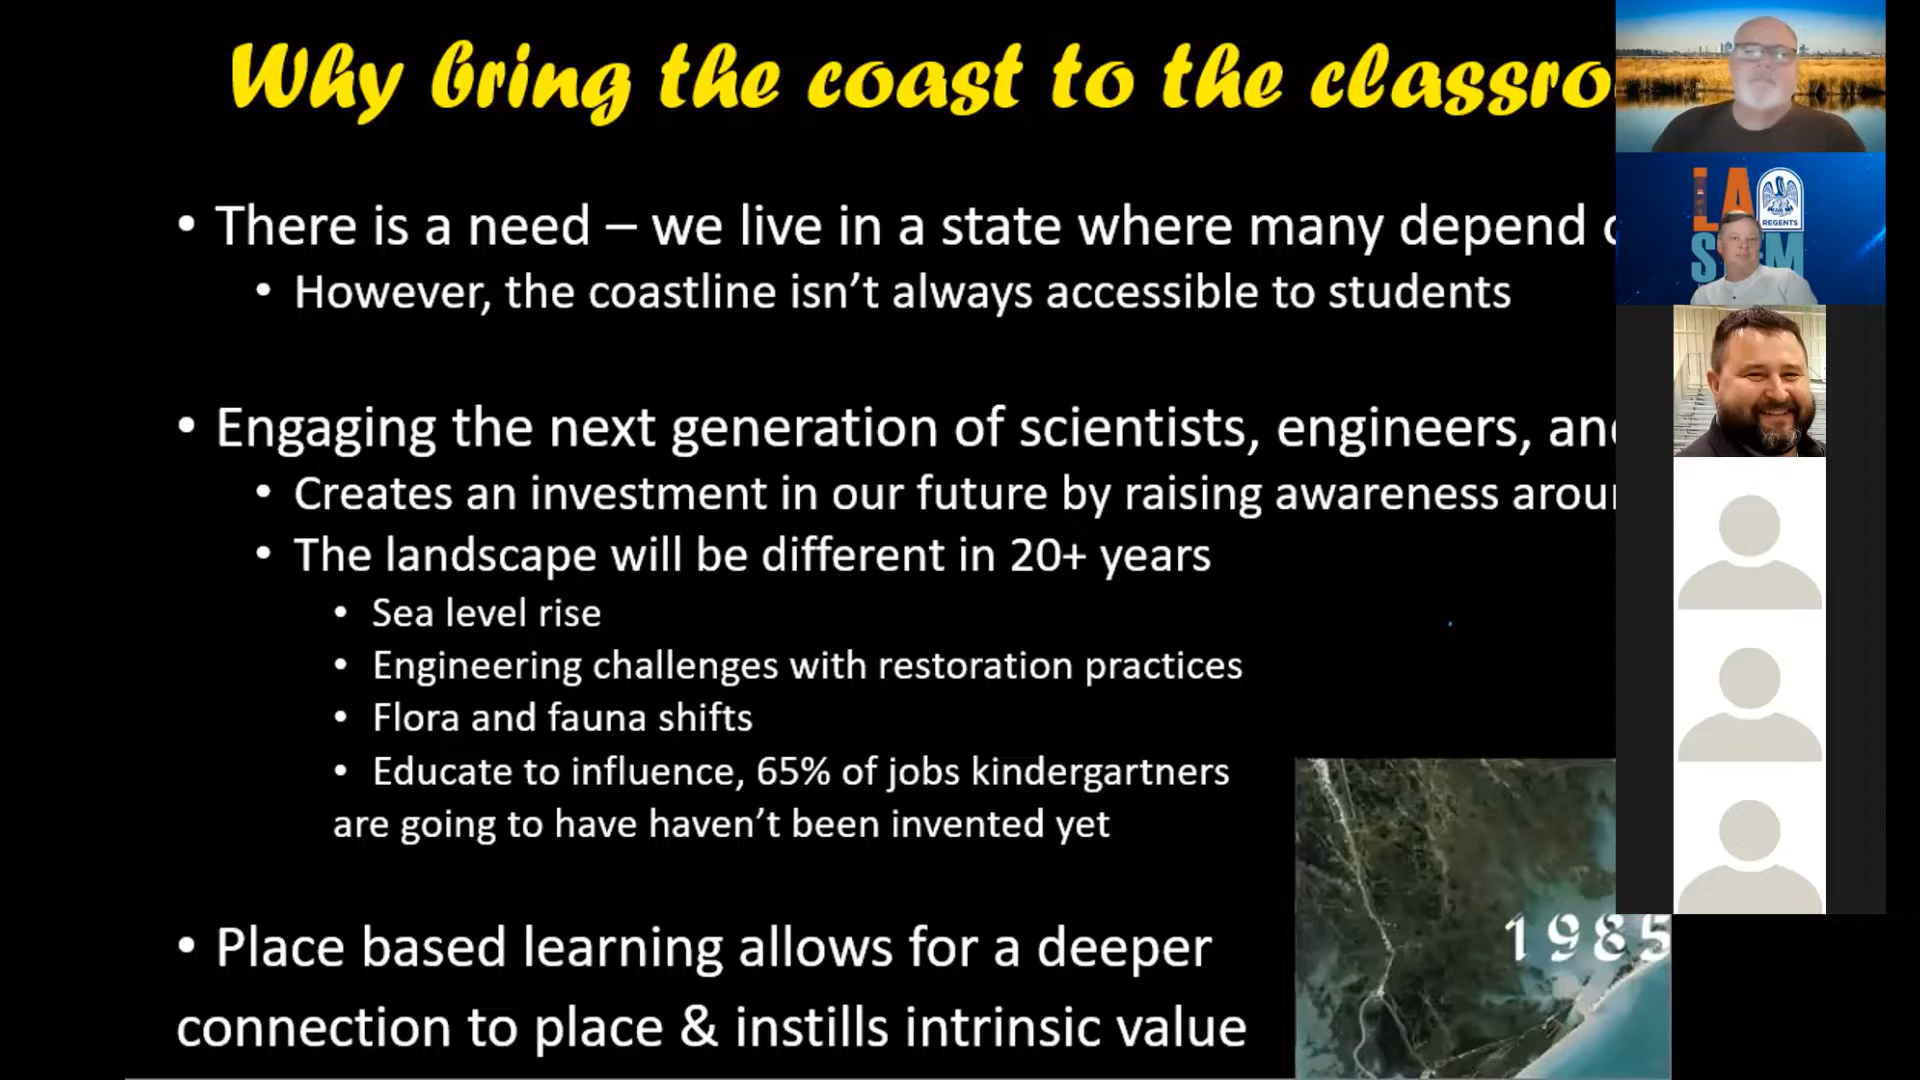 Why bring the coast to the classro
• There is a need – we live in a state where many depend
• However, the coastline isn’t always accessible to students
• Engaging the next generation of scientists, engineers, and
• Creates an investment in our future by raising awareness
• The landscape will be different in 20+ years
• Sea level rise
• Engineering challenges with restoration practices
• Flora and fauna shifts
• Educate to influence, 65% of jobs kindergartners
are going to have haven’t been invented yet
• Place based learning allows for a deeper
connection to place & instills intrinsic value
1985
LA
REGENTS